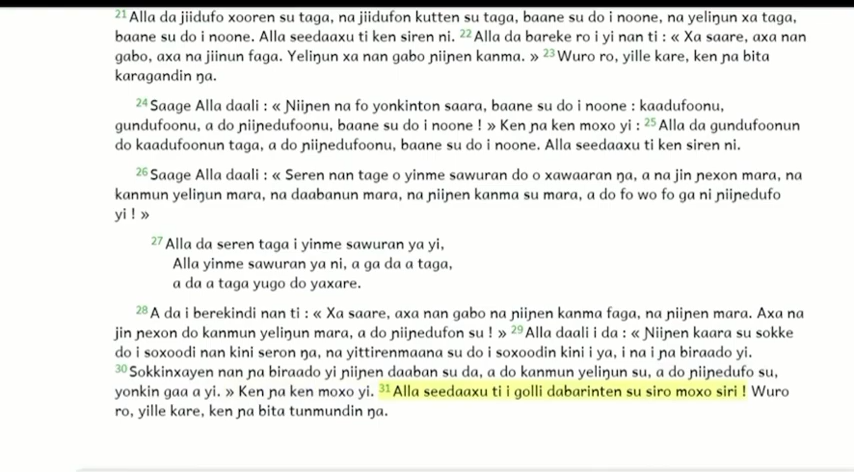 21 Alla da jiidufo xooren su taga, na jiidufon kutten su taga, baane su do i noone, na yeliŋun xa taga,
baane su do i noone. Alla seedaaxu ti ken siren ni. 22 Alla da bareke ro i yi nan ti : « Xa saare, axa nan
gabo, axa na jiinun faga. Yeliŋun xa nan gabo ɲiiɲen kanma. » 23 Wuro ro, yille kare, ken ɲa bita
karagandin ŋa.
24 Saage Alla daali : « Ɲiiɲen na fo yonkinton saara, baane su do i noone : kaadufoonu,
gundufoonu, a do ɲiiɲedufoonu, baane su do i noone ! » Ken ɲa ken moxo yi : 25 Alla da gundufoonun
do kaadufoonun taga, a do ɲiiɲedufoonu, baane su do i noone. Alla seedaaxu ti ken siren ni.
26 Saage Alla daali : « Seren nan tage o yinme sawuran do o xawaaran ŋa, a na jin ɲexon mara, na
kanmun yeliŋun mara, na daabanun mara, na ɲiiɲen kanma su mara, a do fo wo fo ga ni ɲiiɲedufo
yi ! »
27 Alla da seren taga i yinme sawuran ya yi,
Alla yinme sawuran ya ni, a ga da a taga,
a da a taga yugo do yaxare.
28 A da i berekindi nan ti : « Xa saare, axa nan gabo na ɲiiɲen kanma faga, na ɲiiɲen mara. Axa na
jin ɲexon do kanmun yeliŋun mara, a do ɲiiɲedufon su ! » 29 Alla daali i da : « Ɲiiɲen kaara su sokke
do i soxoodi nan kini seron ŋa, na yittirenmaana su do i soxoodin kini i ya, i na i ɲa biraado yi.
30 Sokkinxayen nan ɲa biraado yi ɲiiɲen daaban su da, a do kanmun yeliŋun su, a do ɲiiɲedufo su,
yonkin gaa a yi. » Ken ɲa ken moxo yi. 31 Alla seedaaxu ti i golli dabarinten su siro moxo siri ! Wuro
ro, yille kare, ken ɲa bita tunmundin ŋa.